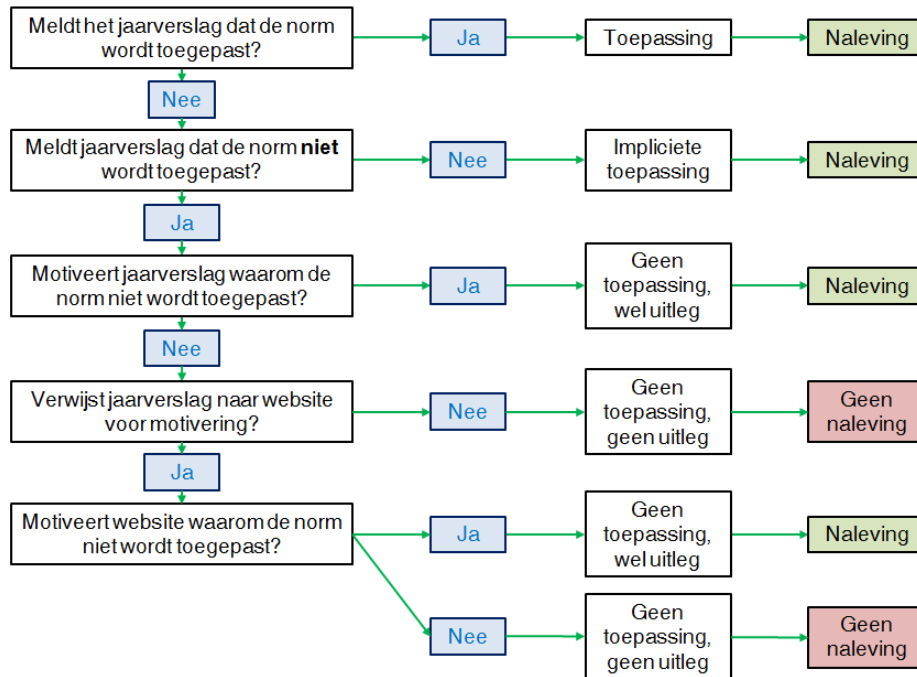 Meldt het jaarverslag dat de norm
wordt toegepast?
Ja
Toepassing
Naleving
Nee
Meldt jaarverslag dat de norm niet
wordt toegepast?
Nee
Impliciete
toepassing
Naleving
Ja
Motiveert jaarverslag waarom de
norm niet wordt toegepast?
Ja
Geen
toepassing,
wel uitleg
Naleving
Nee
Verwijst jaarverslag naar website
voor motivering?
Nee
Geen
toepassing,
geen uitleg
Geen
naleving
Ja
Motiveert website waarom de norm
niet wordt toegepast?
Ja
Geen
toepassing,
wel uitleg
Naleving
Nee
Geen
toepassing,
geen uitleg
Geen
naleving